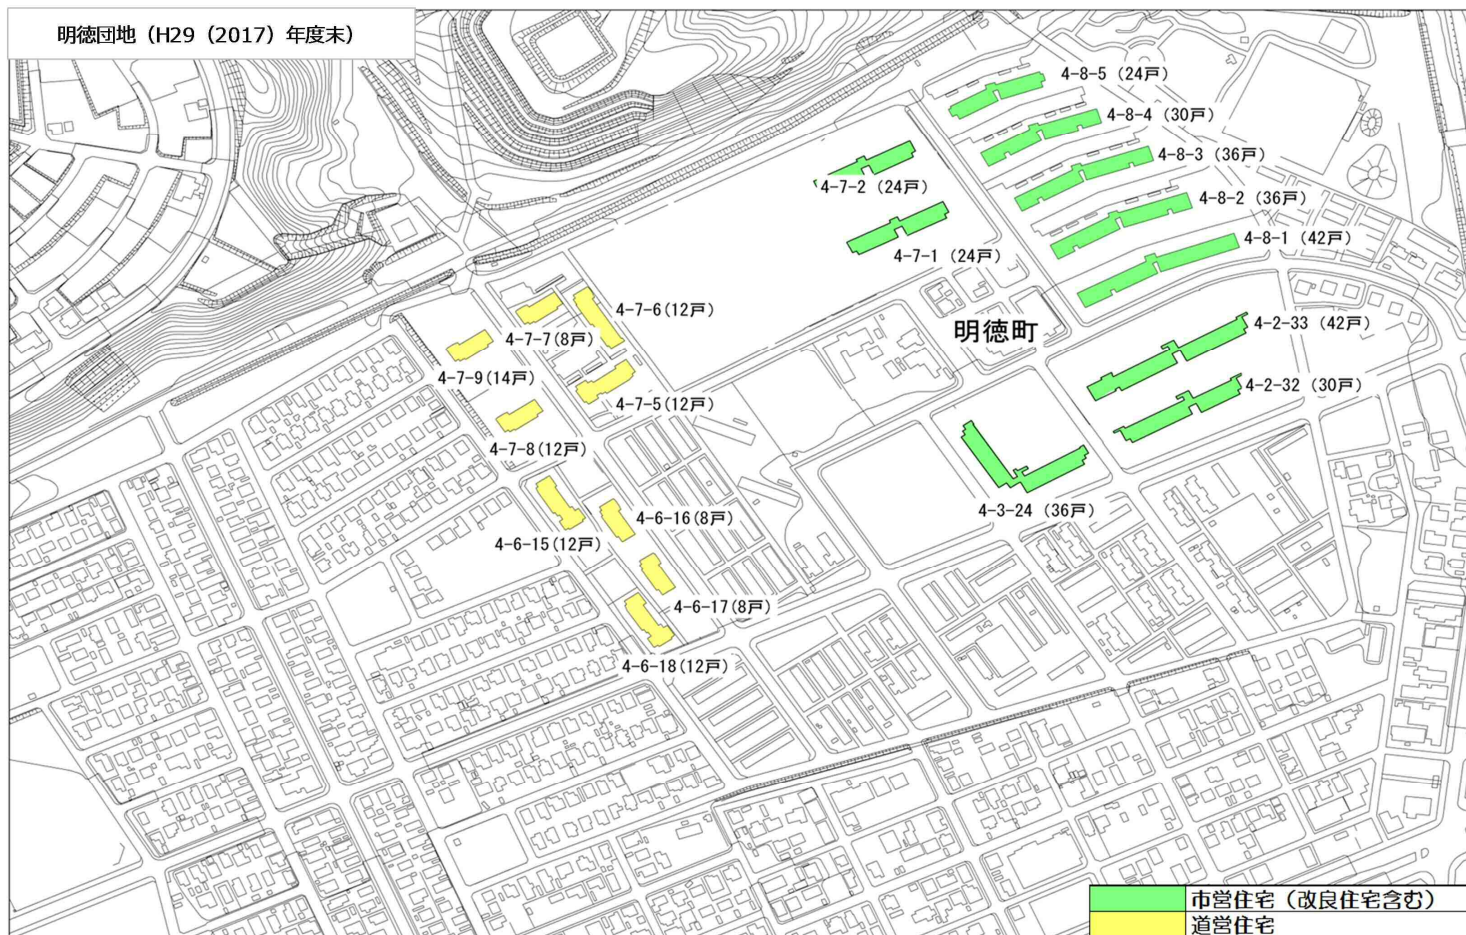 明徳団地（H29（2017）年度末）
4-8-5（24戸）
4-8-4（30戸）
4-8-3（36戸）
4-7-2（24戸）
4-8-2（36戸）
4-8-1（42戸）
4-7-1（24戸）
4-7-6(12戸)
4-2-33（42戸）
明徳町
4-7-7(8戸)
4-7-9(14戸)
4-2-32（30戸）
4-7-5(12戸)
4-7-8(12戸)
4-3-24（36戸）
4-6-16(8戸)
4-6-15(12戸)
4-6-17(8戸)
4-6-18(12戸)
市営住宅（改良住宅含む）
道営住宅